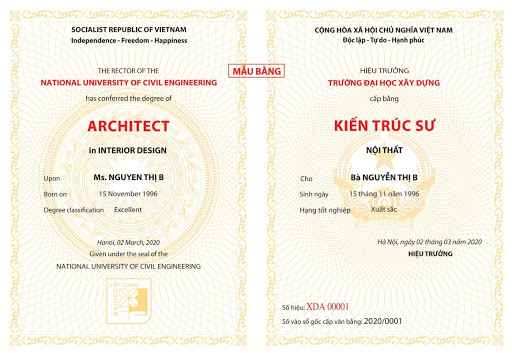 SOCIALIST REPUBLIC OF VIETNAM
Independence - Freedom - Happiness
THE RECTOR OF THE
NATIONAL UNIVERSITY OF CIVIL ENGINEERING
has conferred the degree of
ARCHITECT
in INTERIOR DESIGN
Upon Ms. NGUYEN THI B
Born on 15 November 1996
Degree classification Excellent
Hanoi, 02 March, 2020
Given under the seal of the
NATIONAL UNIVERSITY OF CIVIL ENGINEERING
MẪU BẰNG
CỘNG HÒA XÃ HỘI CHỦ NGHĨA VIỆT NAM
Độc lập - Tự do - Hạnh phúc
HIỆU TRƯỞNG
TRƯỜNG ĐẠI HỌC XÂY DỰNG
cấp bằng
KIẾN TRÚC SƯ
NỘI THẤT
Cho Bà NGUYỄN THỊ B
Sinh ngày 15 tháng 11 năm 1996
Hạng tốt nghiệp Xuất sắc
Hà Nội, ngày 02 tháng 03 năm 2020
HIỆU TRƯỞNG
Số hiệu: XDA 00001
Số vào sổ gốc cấp văn bằng: 2020/0001